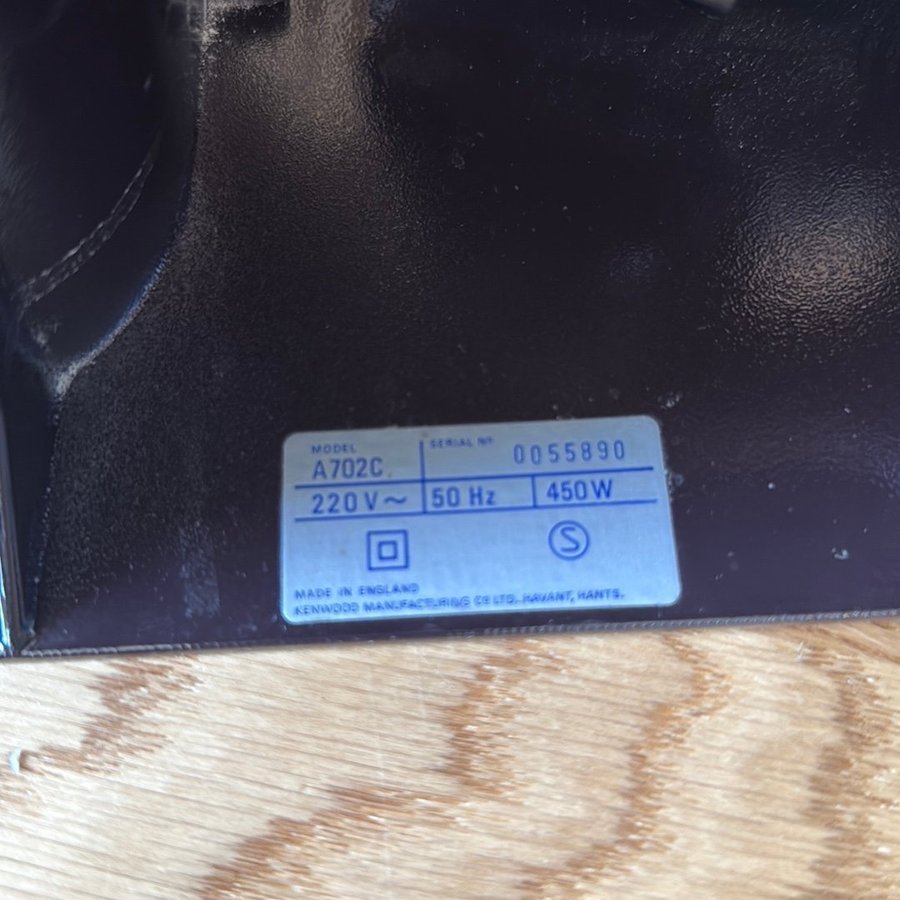 MODEL
A702C.
SERIAL Nº
0055890
220 V~
50 Hz
450 W
S
MADE IN ENGLAND
KENWOOD MANUFACTURING CO LTD. HAVANT, HANTS.